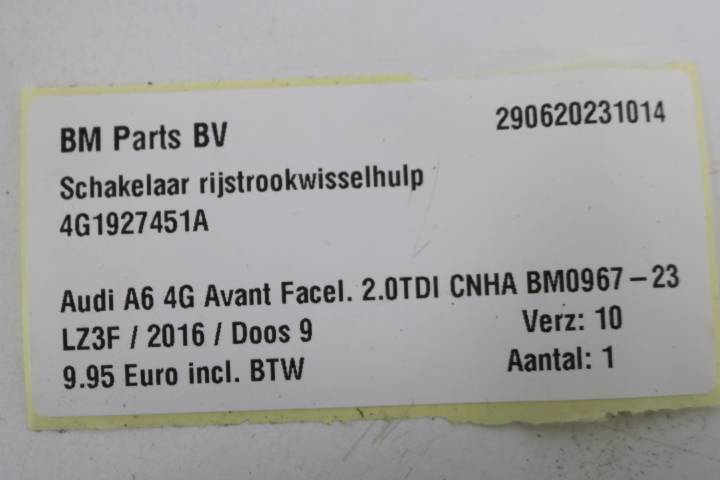 BM Parts BV 290620231014
Schakelaar rijstrookwisselhulp
4G1927451A
Audi A6 4G Avant Facel. 2.0TDI CNHA BM0967-23
LZ3F / 2016 / Doos 9 Verz: 10
9.95 Euro incl. BTW Aantal: 1